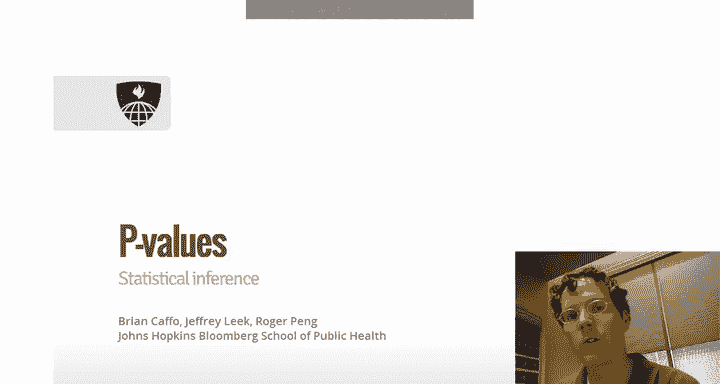 P-values
Statistical inference
Brian Caffo, Jeffrey Leek, Roger Peng
Johns Hopkins Bloomberg School of Public Health